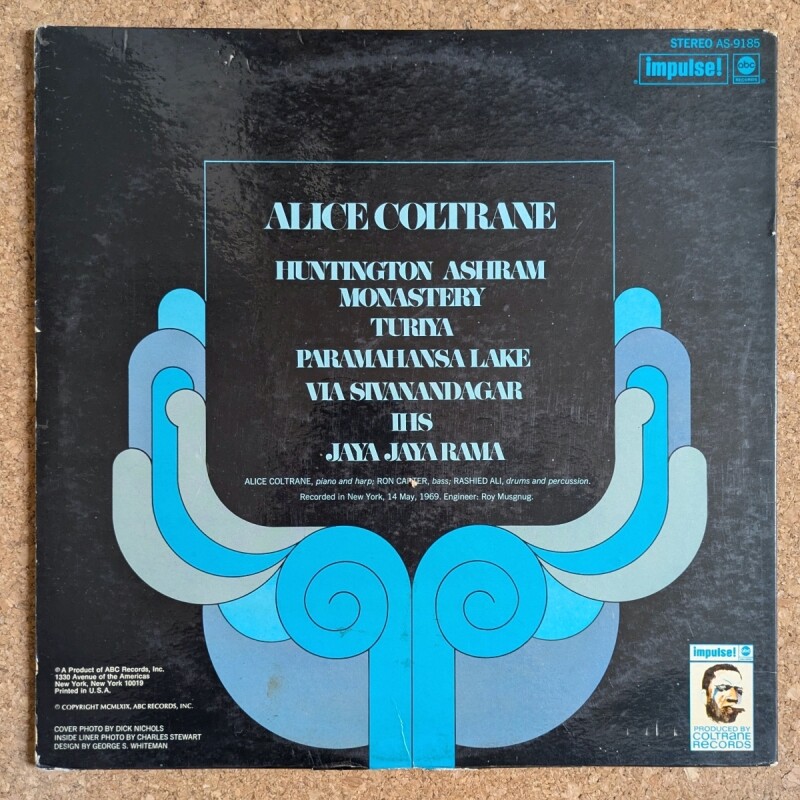 STEREO AS-9185
impulse! abc RECORDS
ALICE COLTRANE
HUNTINGTON ASHRAM
MONASTERY
TURIYA
PARAMAHANSA LAKE
VIA SIVANANDAGAR
IHS
JAYA JAYA RAMA
ALICE COLTRANE, piano and harp; RON CARTER, bass; RASHIED ALI, drums and percussion.
Recorded in New York, 14 May, 1969. Engineer: Roy Musgnug.
℗ A Product of ABC Records, Inc.
1330 Avenue of the Americas
New York, New York 10019
Printed in U.S.A.
© COPYRIGHT MCMLXIX, ABC RECORDS, INC.
COVER PHOTO BY DICK NICHOLS
INSIDE LINER PHOTO BY CHARLES STEWART
DESIGN BY GEORGE S. WHITEMAN
impulse! abc
PRODUCED BY
COLTRANE
RECORDS